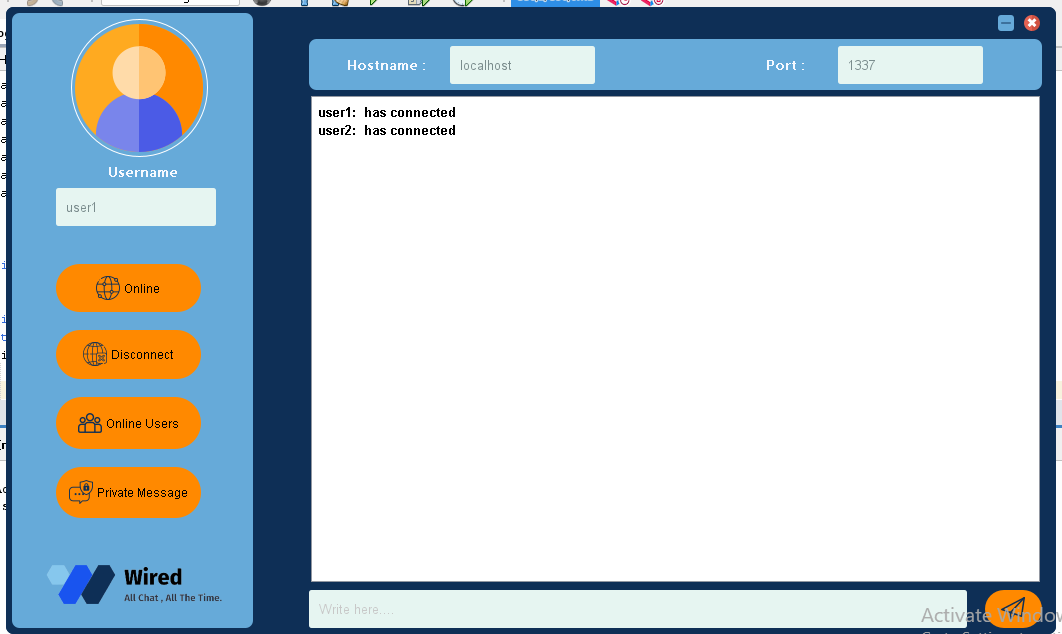 Username
user1
Online
Disconnect
Online Users
Private Message
Wired
All Chat , All The Time.
Hostname :
localhost
Port :
1337
user1: has connected
user2: has connected
Write here....
Activate Window